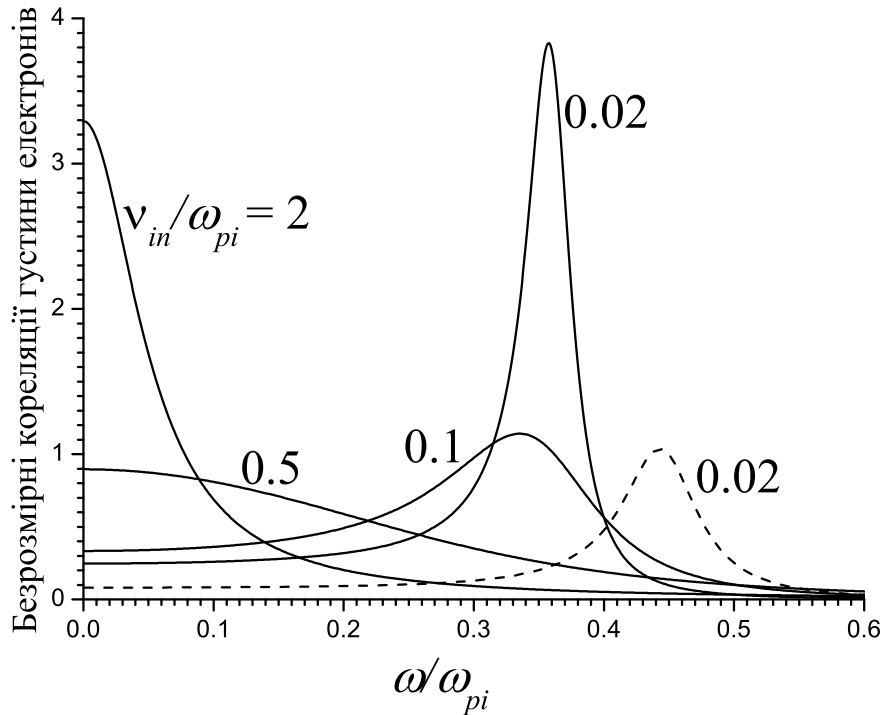 Безрозмірні кореляції густини електронів
4
3
2
1
0
ν_in/ω_pi = 2
0.02
0.5
0.1
0.02
0.0 0.1 0.2 0.3 0.4 0.5 0.6
ω/ω_pi